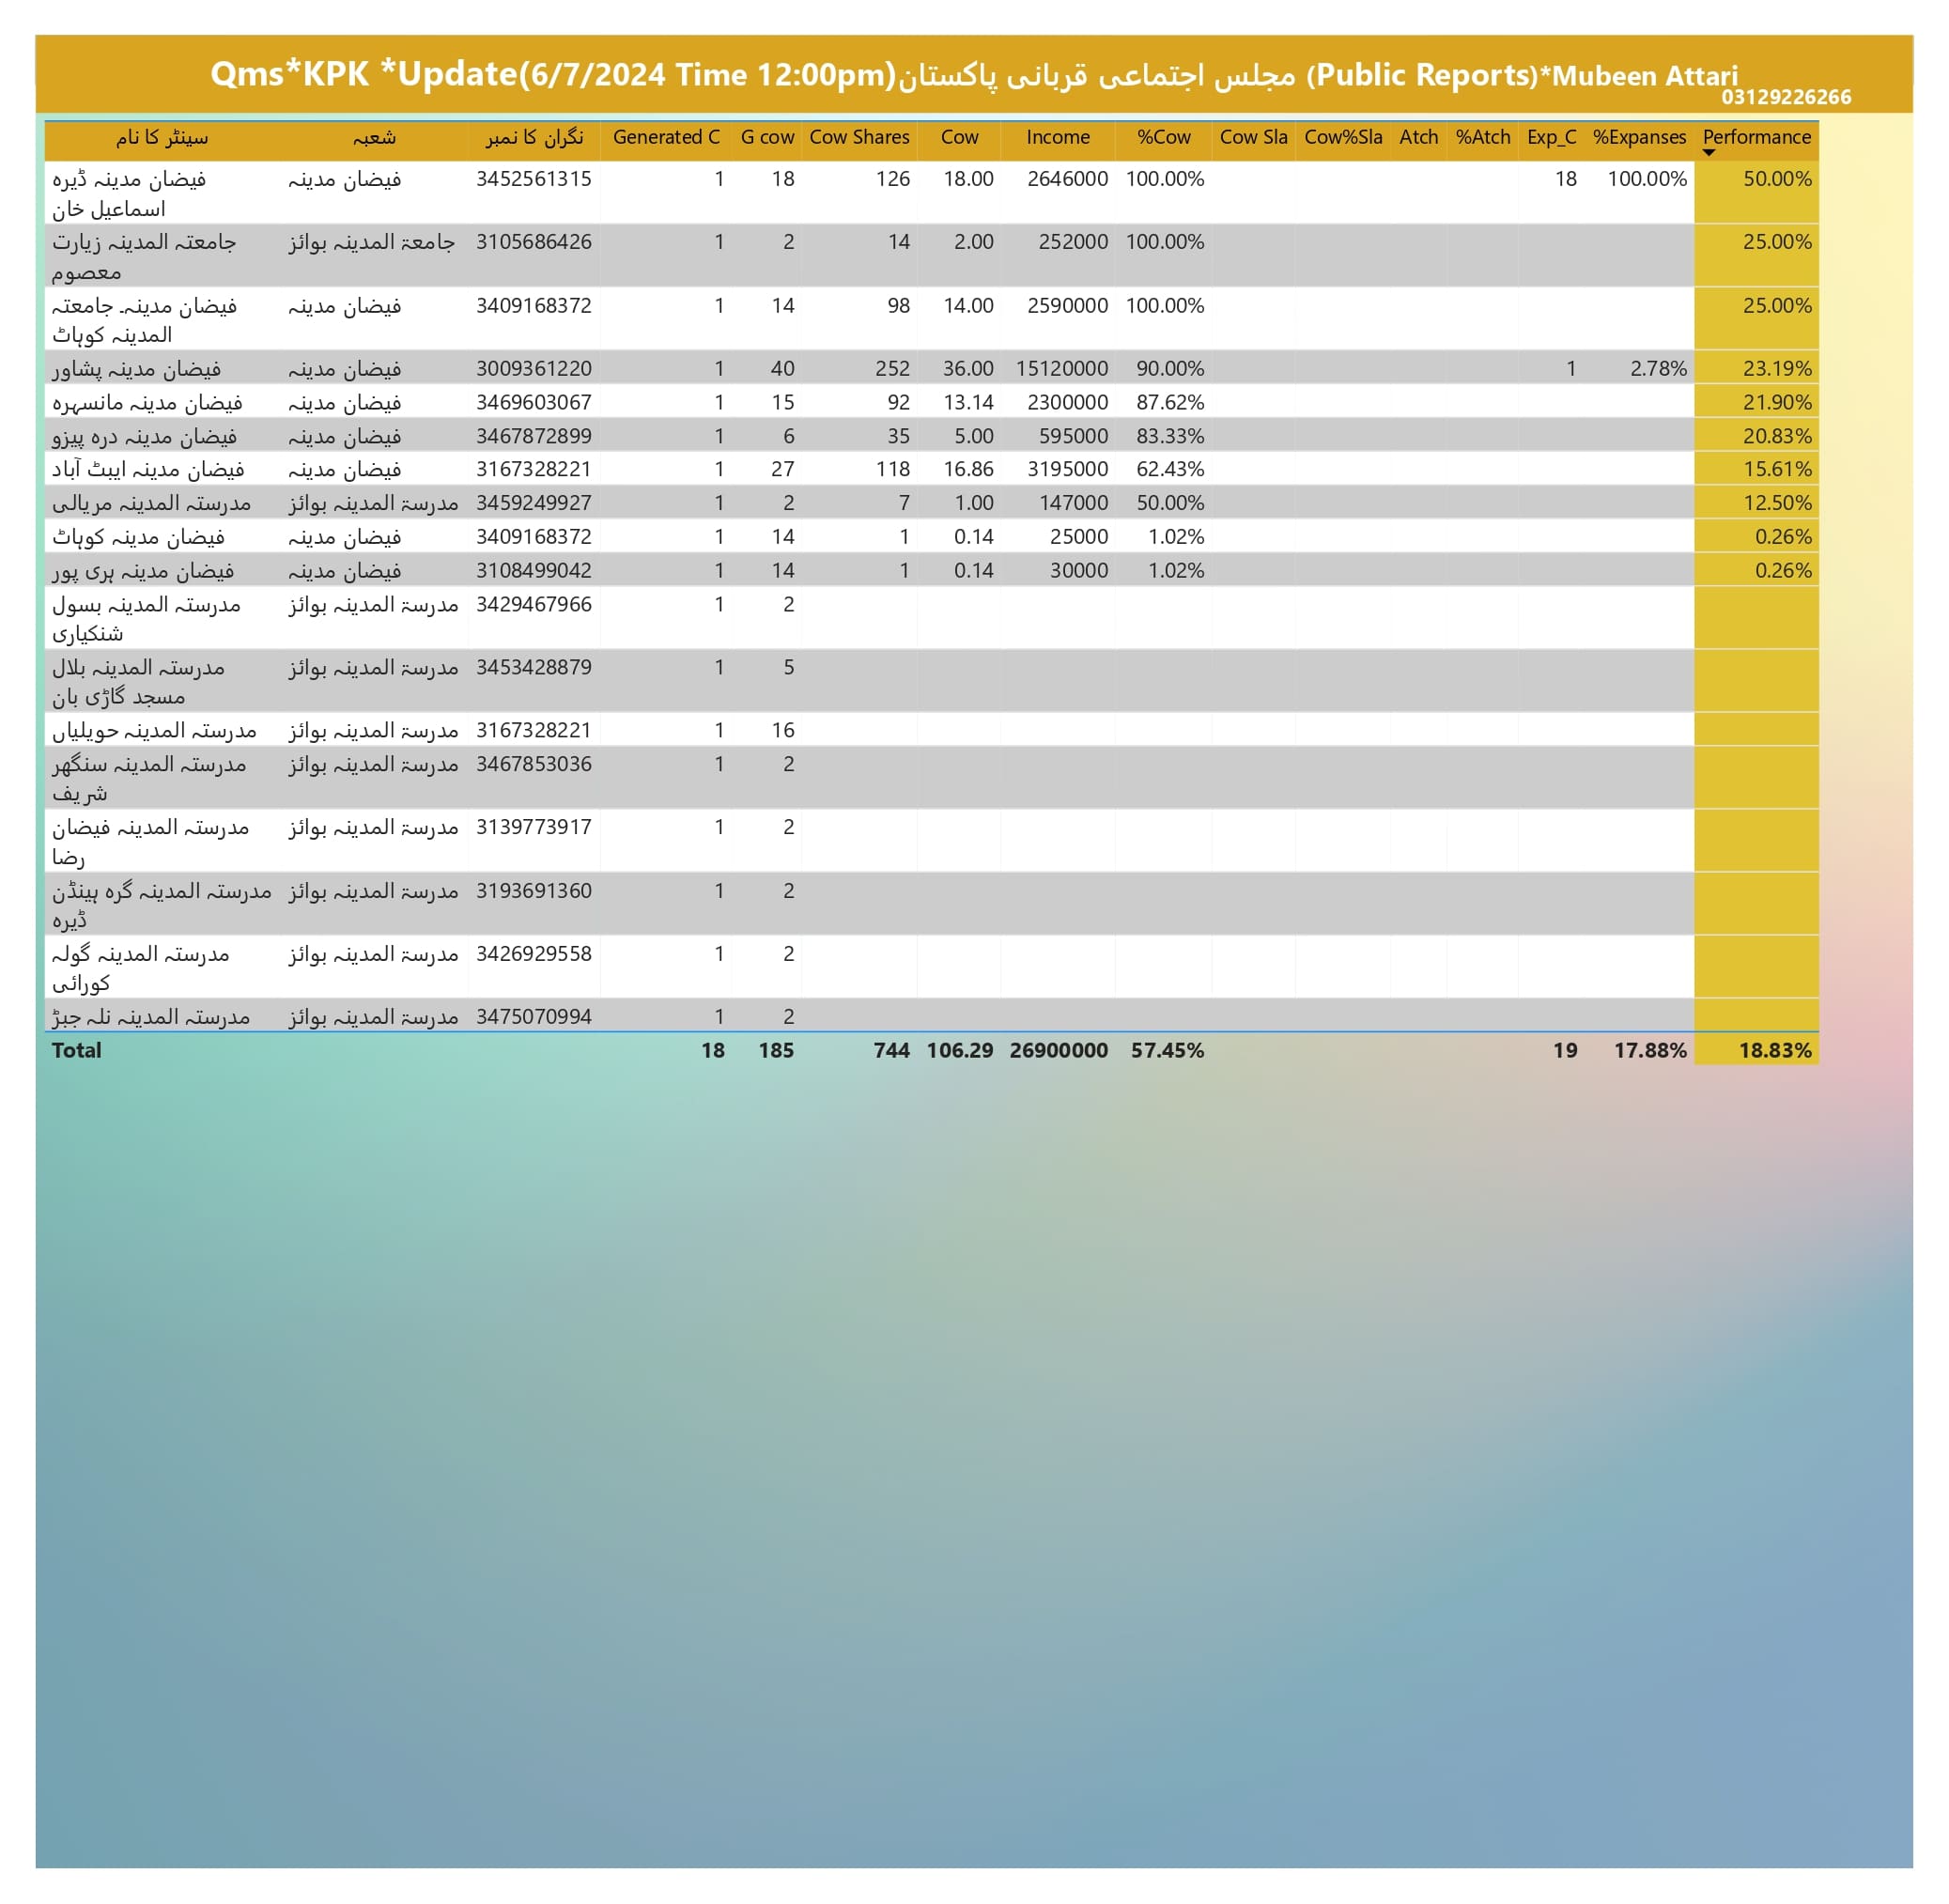 Qms*KPK *Update(6/7/2024 Time 12:00pm)مجلس اجتماعی قربانی پاکستان (Public Reports)*Mubeen Attari
03129226266
سینٹر کا نام شعبہ نگران کا نمبر Generated C G cow Cow Shares Cow Income %Cow Cow Sla Cow%Sla Atch %Atch Exp_C %Expanses Performance
فیضان مدینہ ڈیرہ فیضان مدینہ 3452561315 1 18 126 18.00 2646000 100.00% 18 100.00% 50.00%
اسماعیل خان
جامعتہ المدینہ زیارت جامعۃ المدینہ بوائز 3105686426 1 2 14 2.00 252000 100.00% 25.00%
معصوم
فیضان مدینہ۔ جامعتہ فیضان مدینہ 3409168372 1 14 98 14.00 2590000 100.00% 25.00%
المدینہ کوہاٹ
فیضان مدینہ پشاور فیضان مدینہ 3009361220 1 40 252 36.00 15120000 90.00% 1 2.78% 23.19%
فیضان مدینہ مانسہرہ فیضان مدینہ 3469603067 1 15 92 13.14 2300000 87.62% 21.90%
فیضان مدینہ درہ پیزو فیضان مدینہ 3467872899 1 6 35 5.00 595000 83.33% 20.83%
فیضان مدینہ ایبٹ آباد فیضان مدینہ 3167328221 1 27 118 16.86 3195000 62.43% 15.61%
مدرستہ المدینہ مریالی مدرسۃ المدینہ بوائز 3459249927 1 2 7 1.00 147000 50.00% 12.50%
فیضان مدینہ کوہاٹ فیضان مدینہ 3409168372 1 14 1 0.14 25000 1.02% 0.26%
فیضان مدینہ ہری پور فیضان مدینہ 3108499042 1 14 1 0.14 30000 1.02% 0.26%
مدرستہ المدینہ بسول مدرسۃ المدینہ بوائز 3429467966 1 2
شنکیاری
مدرستہ المدینہ بلال مدرسۃ المدینہ بوائز 3453428879 1 5
مسجد گاڑی بان
مدرستہ المدینہ حویلیاں مدرسۃ المدینہ بوائز 3167328221 1 16
مدرستہ المدینہ سنگھر مدرسۃ المدینہ بوائز 3467853036 1 2
شریف
مدرستہ المدینہ فیضان مدرسۃ المدینہ بوائز 3139773917 1 2
رضا
مدرستہ المدینہ گرہ ہینڈن مدرسۃ المدینہ بوائز 3193691360 1 2
ڈیرہ
مدرستہ المدینہ گولہ مدرسۃ المدینہ بوائز 3426929558 1 2
کورائی
مدرستہ المدینہ نلہ جبڑ مدرسۃ المدینہ بوائز 3475070994 1 2
Total 18 185 744 106.29 26900000 57.45% 19 17.88% 18.83%